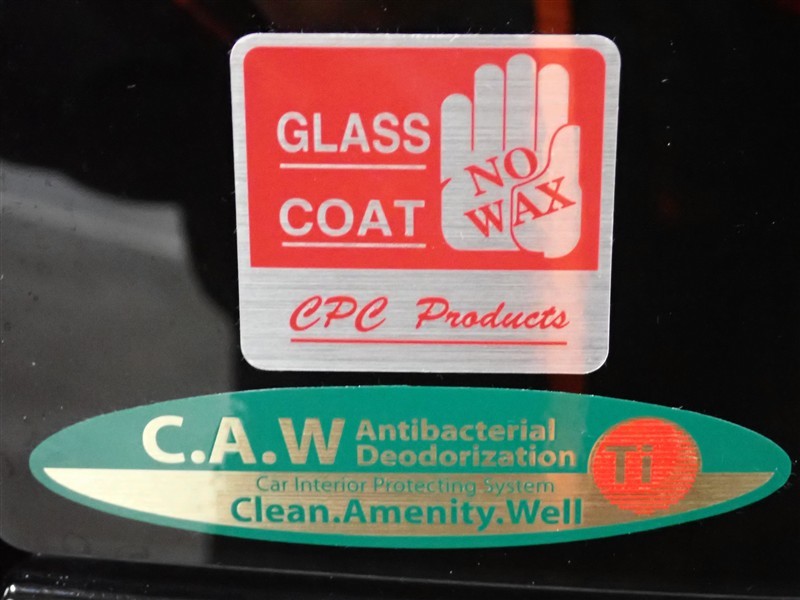 GLASS
COAT
NO
WAX
CPC Products
C.A.W Antibacterial
Deodorization
Ti
Car Interior Protecting System
Clean.Amenity.Well